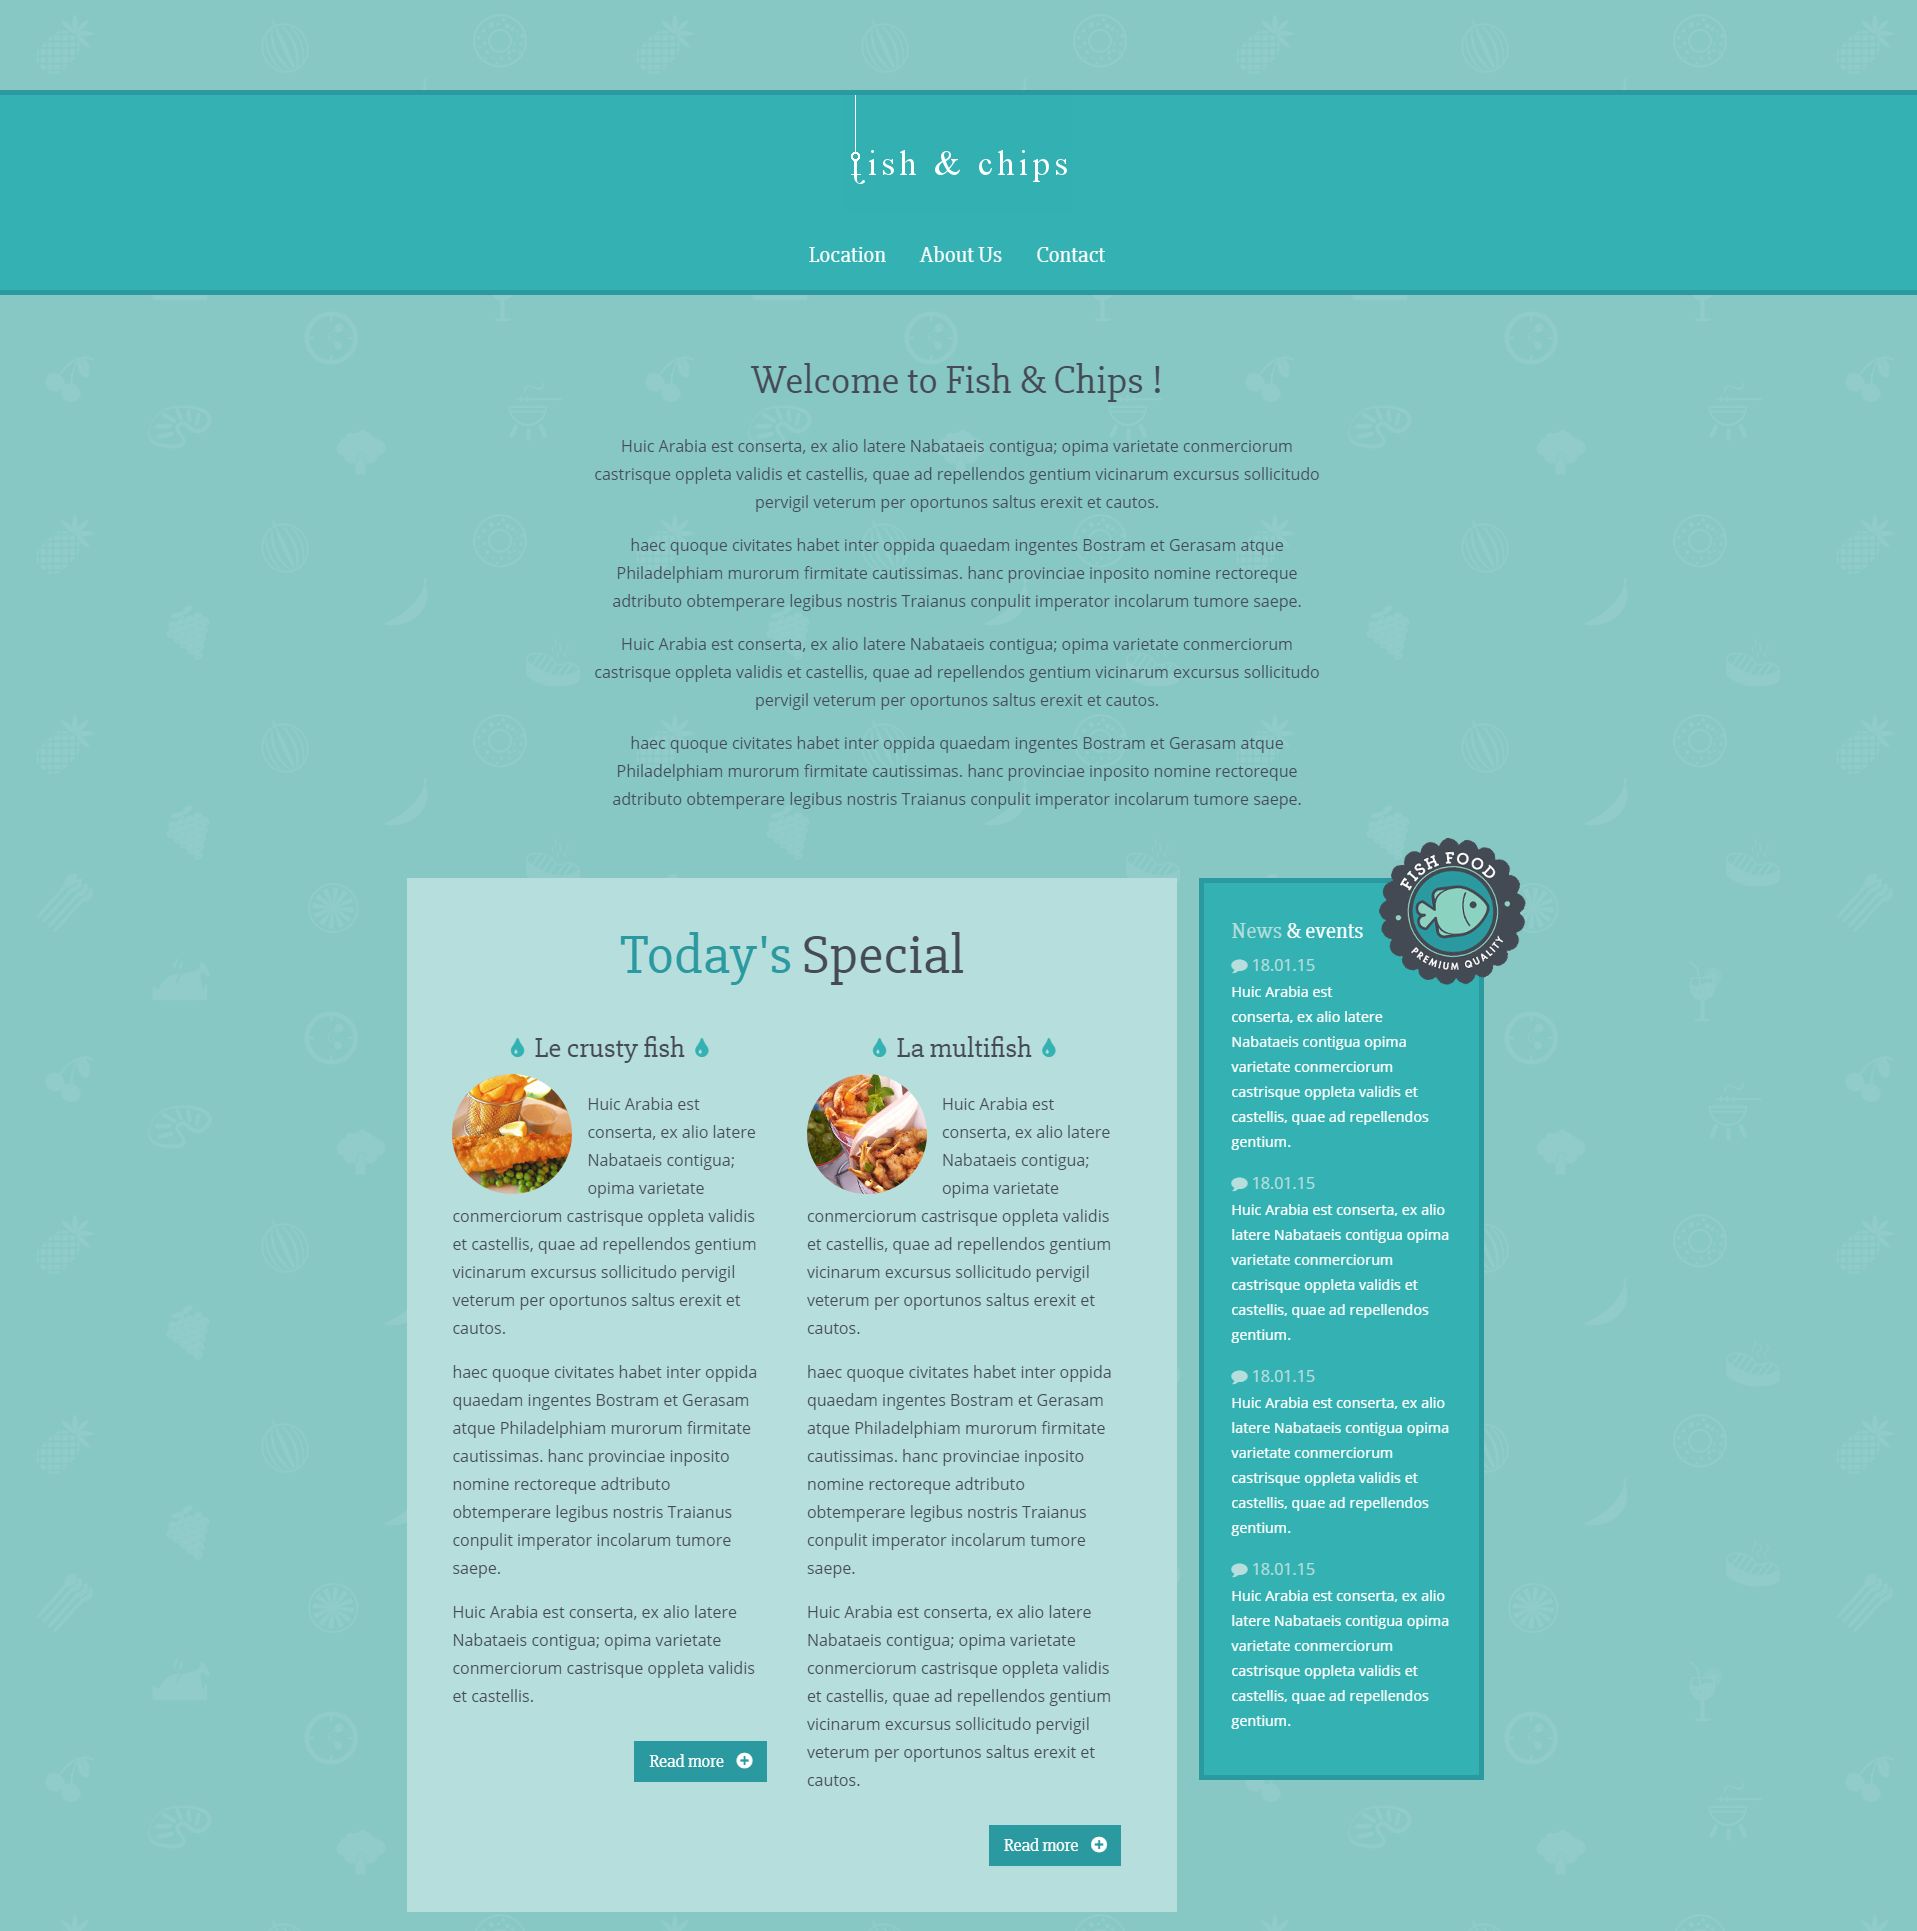 fish & chips
Location About Us Contact
Welcome to Fish & Chips !
Huic Arabia est conserta, ex alio latere Nabataeis contigua; opima varietate conmerciorum
castrisque oppleta validis et castellis, quae ad repellendos gentium vicinarum excursus sollicitudo
pervigil veterum per oportunos saltus erexit et cautos.
haec quoque civitates habet inter oppida quaedam ingentes Bostram et Gerasam atque
Philadelphiam murorum firmitate cautissimas. hanc provinciae inposito nomine rectoreque
adtributo obtemperare legibus nostris Traianus conpulit imperator incolarum tumore saepe.
Huic Arabia est conserta, ex alio latere Nabataeis contigua; opima varietate conmerciorum
castrisque oppleta validis et castellis, quae ad repellendos gentium vicinarum excursus sollicitudo
pervigil veterum per oportunos saltus erexit et cautos.
haec quoque civitates habet inter oppida quaedam ingentes Bostram et Gerasam atque
Philadelphiam murorum firmitate cautissimas. hanc provinciae inposito nomine rectoreque
adtributo obtemperare legibus nostris Traianus conpulit imperator incolarum tumore saepe.
Today's Special
Le crusty fish
Huic Arabia est
conserta, ex alio latere
Nabataeis contigua;
opima varietate
conmerciorum castrisque oppleta validis
et castellis, quae ad repellendos gentium
vicinarum excursus sollicitudo pervigil
veterum per oportunos saltus erexit et
cautos.
haec quoque civitates habet inter oppida
quaedam ingentes Bostram et Gerasam
atque Philadelphiam murorum firmitate
cautissimas. hanc provinciae inposito
nomine rectoreque adtributo
obtemperare legibus nostris Traianus
conpulit imperator incolarum tumore
saepe.
Huic Arabia est conserta, ex alio latere
Nabataeis contigua; opima varietate
conmerciorum castrisque oppleta validis
et castellis.
Read more
La multifish
Huic Arabia est
conserta, ex alio latere
Nabataeis contigua;
opima varietate
conmerciorum castrisque oppleta validis
et castellis, quae ad repellendos gentium
vicinarum excursus sollicitudo pervigil
veterum per oportunos saltus erexit et
cautos.
haec quoque civitates habet inter oppida
quaedam ingentes Bostram et Gerasam
atque Philadelphiam murorum firmitate
cautissimas. hanc provinciae inposito
nomine rectoreque adtributo
obtemperare legibus nostris Traianus
conpulit imperator incolarum tumore
saepe.
Huic Arabia est conserta, ex alio latere
Nabataeis contigua; opima varietate
conmerciorum castrisque oppleta validis
et castellis, quae ad repellendos gentium
vicinarum excursus sollicitudo pervigil
veterum per oportunos saltus erexit et
cautos.
Read more
FISH FOOD
PREMIUM QUALITY
News & events
18.01.15
Huic Arabia est
conserta, ex alio latere
Nabataeis contigua opima
varietate conmerciorum
castrisque oppleta validis et
castellis, quae ad repellendos
gentium.
18.01.15
Huic Arabia est conserta, ex alio
latere Nabataeis contigua opima
varietate conmerciorum
castrisque oppleta validis et
castellis, quae ad repellendos
gentium.
18.01.15
Huic Arabia est conserta, ex alio
latere Nabataeis contigua opima
varietate conmerciorum
castrisque oppleta validis et
castellis, quae ad repellendos
gentium.
18.01.15
Huic Arabia est conserta, ex alio
latere Nabataeis contigua opima
varietate conmerciorum
castrisque oppleta validis et
castellis, quae ad repellendos
gentium.